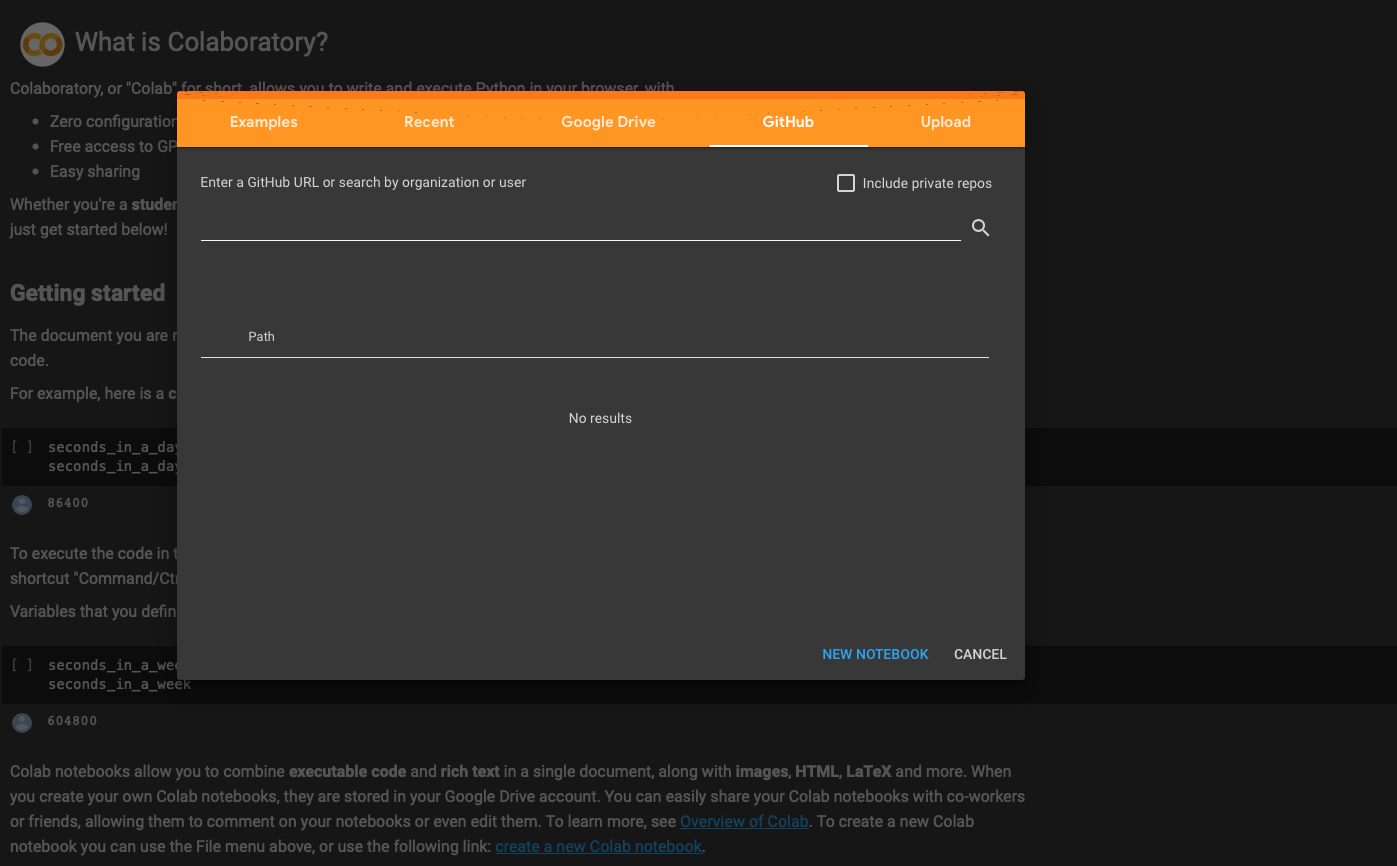 What is Colaboratory?
Colaboratory, or "Colab" for short, allows you to write and execute Python in your browser, with
Zero configuration
Free access to GP
Easy sharing
Whether you're a studen
just get started below!
Examples
Recent
Google Drive
GitHub
Upload
Enter a GitHub URL or search by organization or user
Include private repos
Path
No results
NEW NOTEBOOK
CANCEL
Getting started
The document you are
code.
For example, here is a c
[ ] seconds_in_a_day
seconds_in_a_day
86400
To execute the code in t
shortcut "Command/Ct
Variables that you defin
[ ] seconds_in_a_wee
seconds_in_a_week
604800
Colab notebooks allow you to combine executable code and rich text in a single document, along with images, HTML, LaTeX and more. When
you create your own Colab notebooks, they are stored in your Google Drive account. You can easily share your Colab notebooks with co-workers
or friends, allowing them to comment on your notebooks or even edit them. To learn more, see Overview of Colab. To create a new Colab
notebook you can use the File menu above, or use the following link: create a new Colab notebook.